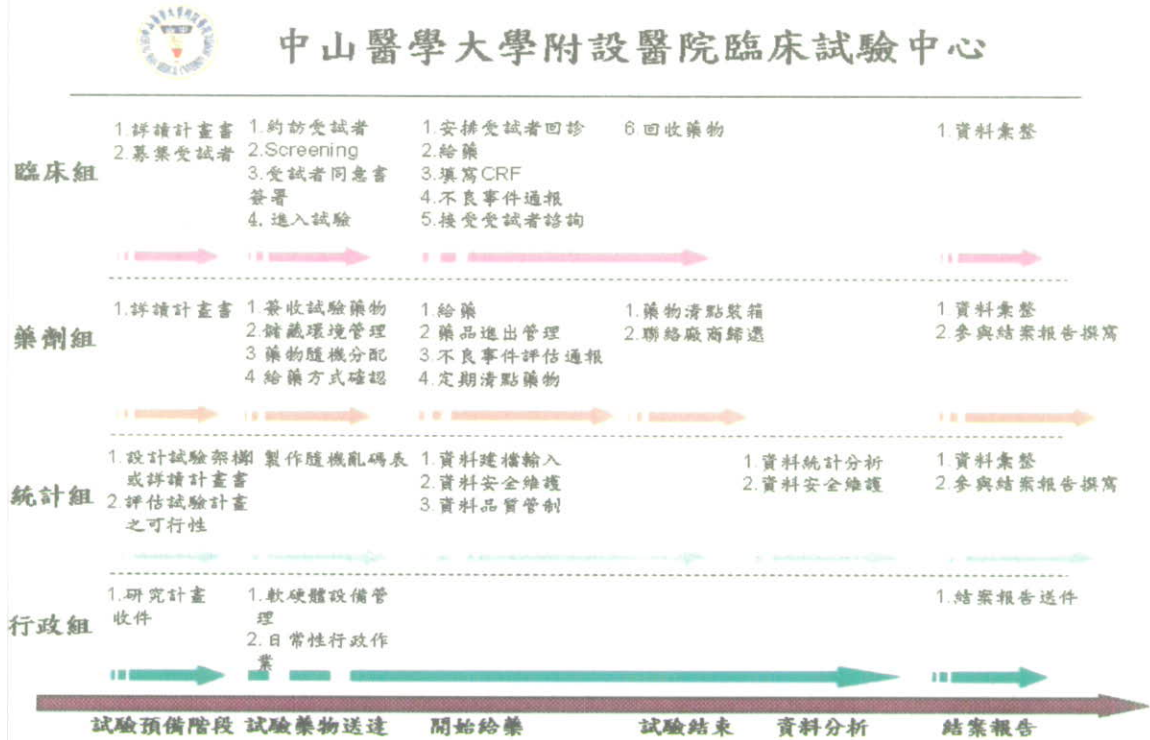 中山醫學大學附設醫院臨床試驗中心
臨床組
1.詳讀計畫書
2.募集受試者
1.約訪受試者
2.Screening
3.受試者同意書
簽署
4.進入試驗
1.安排受試者回診
2.給藥
3.填寫CRF
4.不良事件通報
5.接受受試者諮詢
6.回收藥物
1.資料彙整
藥劑組
1.詳讀計畫書
1.簽收試驗藥物
2.儲藏環境管理
3 藥物隨機分配
4 給藥方式確認
1.給藥
2 藥品進出管理
3.不良事件評估通報
4.定期清點藥物
1.藥物清點裝箱
2.聯絡廠商歸還
1.資料彙整
2.參與結案報告撰寫
統計組
1.設計試驗架構
或詳讀計畫書
2.評估試驗計畫
之可行性
1 製作隨機亂碼表
1.資料建檔輸入
2.資料安全維護
3.資料品質管制
1.資料統計分析
2.資料安全維護
1.資料彙整
2.參與結案報告撰寫
行政組
1.研究計畫
收件
1.軟硬體設備管
理
2.日常性行政作
業
1.結案報告送件
試驗預備階段
試驗藥物送達
開始給藥
試驗結束
資料分析
結案報告